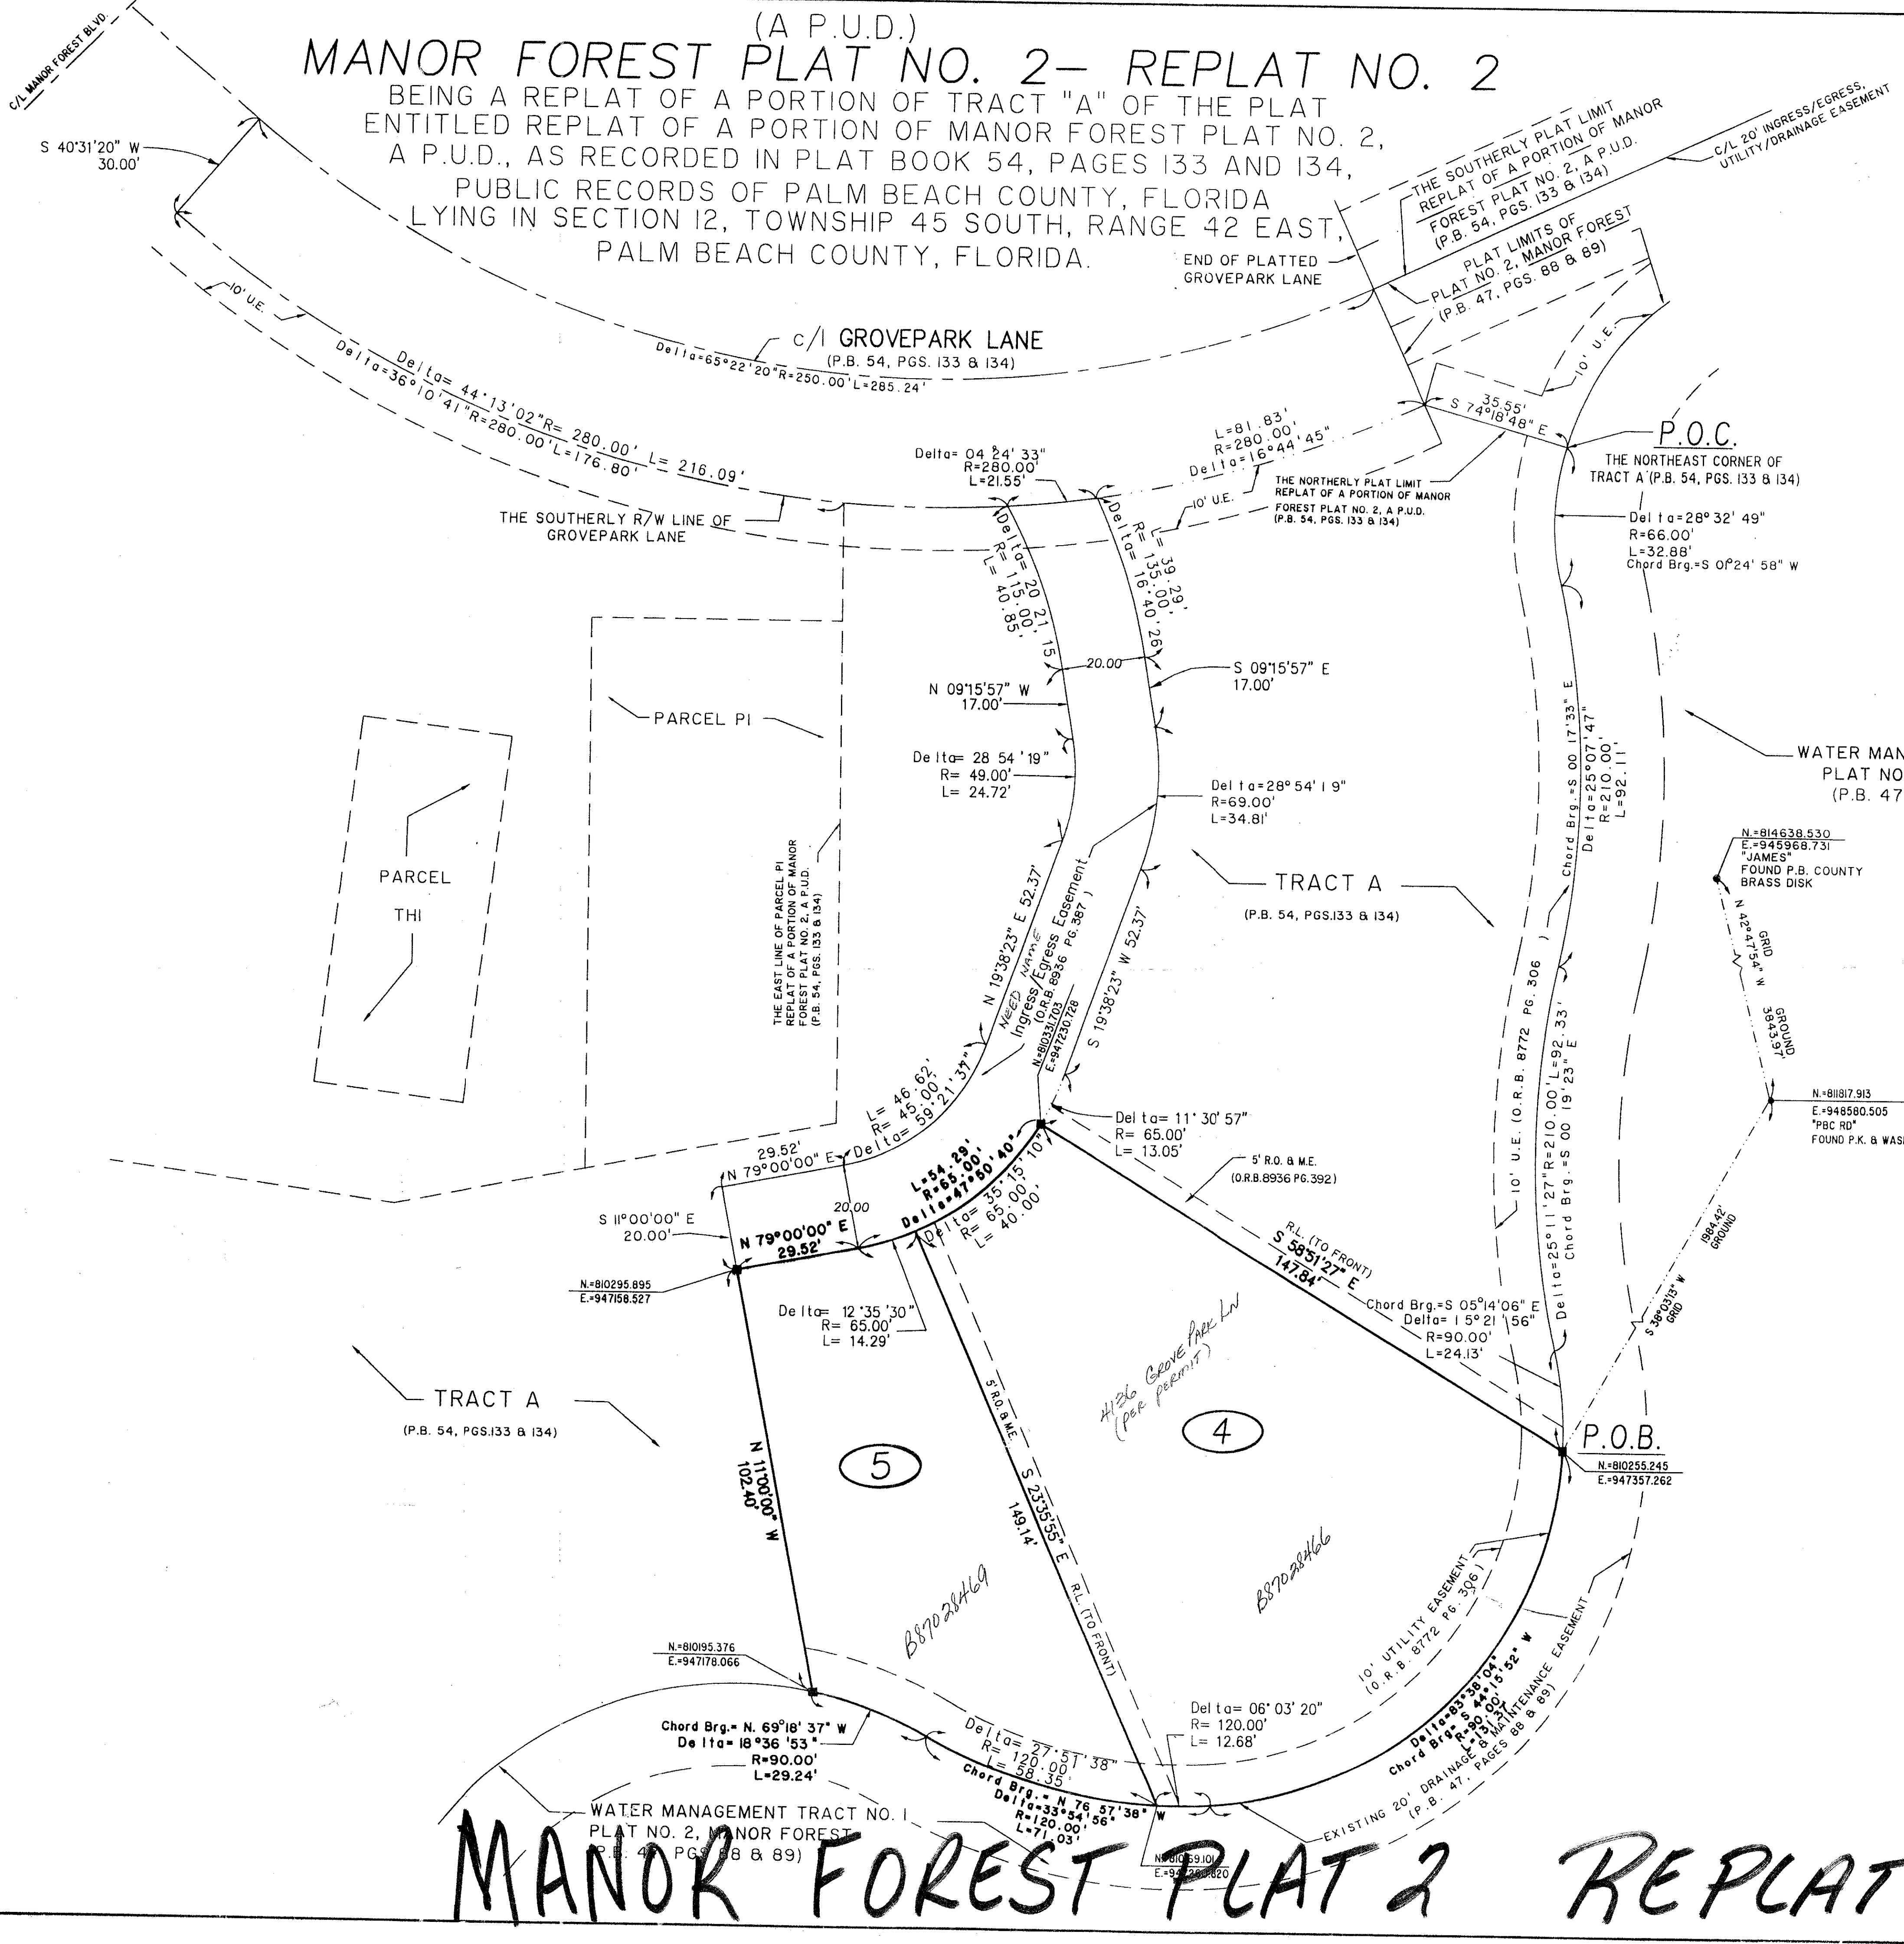 (A P.U.D.)
MANOR FOREST PLAT NO. 2- REPLAT NO. 2
BEING A REPLAT OF A PORTION OF TRACT "A" OF THE PLAT
ENTITLED REPLAT OF A PORTION OF MANOR FOREST PLAT NO. 2,
A P.U.D., AS RECORDED IN PLAT BOOK 54, PAGES 133 AND 134,
PUBLIC RECORDS OF PALM BEACH COUNTY, FLORIDA
LYING IN SECTION 12, TOWNSHIP 45 SOUTH, RANGE 42 EAST,
PALM BEACH COUNTY, FLORIDA.
C/L MANOR FOREST BLVD.
S 40°31'20" W
30.00'
10' U.E.
END OF PLATTED
GROVEPARK LANE
THE SOUTHERLY PLAT LIMIT
REPLAT OF A PORTION OF MANOR
FOREST PLAT NO. 2, A P.U.D.
(P.B. 54, PGS. 133 & 134)
PLAT LIMITS OF
PLAT NO. 2, MANOR FOREST
(P.B. 47, PGS. 88 & 89)
C/L 20' INGRESS/EGRESS,
UTILITY/DRAINAGE EASEMENT
c/l GROVEPARK LANE
(P.B. 54, PGS. 133 & 134)
Delta=65°22'20"R=250.00'L=285.24'
Delta= 44°13'02"R= 280.00' L= 216.09'
Delta=36°10'41"R=280.00'L=176.80'
THE SOUTHERLY R/W LINE OF
GROVEPARK LANE
Delta= 04°24' 33"
R=280.00'
L=21.55'
L=81.83'
R=280.00'
Delta=16°44'45"
10' U.E.
10' U.E.
35.55'
S 74°18'48" E
P.O.C.
THE NORTHEAST CORNER OF
TRACT A (P.B. 54, PGS. 133 & 134)
THE NORTHERLY PLAT LIMIT
REPLAT OF A PORTION OF MANOR
FOREST PLAT NO. 2, A P.U.D.
(P.B. 54, PGS. 133 & 134)
Delta=28° 32' 49"
R=66.00'
L=32.88'
Chord Brg.=S 01°24' 58" W
Delta= 20 21 15
R= 115.00'
L= 40.85'
L= 39.29'
R= 135.00'
Delta= 16°40'26"
20.00
N 09°15'57" W
17.00'
S 09°15'57" E
17.00'
PARCEL P1
Delta= 28 54 '19"
R= 49.00'
L= 24.72'
Delta=28° 54' 19"
R=69.00'
L=34.81'
Chord Brg.=S 00 17'33" E
Delta=25°07'47"
R=210.00'
L=92.11'
WATER MAN
PLAT NO
(P.B. 47
N.=814638.530
E.=945968.731
"JAMES"
FOUND P.B. COUNTY
BRASS DISK
PARCEL
TH1
THE EAST LINE OF PARCEL P1
REPLAT OF A PORTION OF MANOR
FOREST PLAT NO. 2, A P.U.D.
(P.B. 54, PGS. 133 & 134)
TRACT A
(P.B. 54, PGS.133 & 134)
N 19°38'23" E 52.37'
NEED NAME
Ingress/Egress Easement
(O.R.B. 8936 PG.387 )
N.=810331.703
E.=947230.728
S 19°38'23" W 52.37'
GRID
N 42°47'54" W
GROUND
3843.97'
N.=811817.913
E.=948580.505
"PBC RD"
FOUND P.K. & WAS
10' U.E. (O.R.B. 8772 PG. 306 )
Delta=25°11'27"R=210.00'L=92.33'
Chord Brg.=S 00 19'23" E
L= 46.62'
R= 45.00'
Delta= 59°21'37"
Delta= 11° 30' 57"
R= 65.00'
L= 13.05'
5' R.O. & M.E.
(O.R.B.8936 PG.392)
29.52'
N 79°00'00" E
20.00
L=54.29'
R=65.00'
Delta=47°50'40"
Delta= 35°15'10"
R= 65.00'
L= 40.00'
S 11°00'00" E
20.00'
N 79°00'00" E
29.52'
N.=810295.895
E.=947158.527
R.L. (TO FRONT)
S 58°51'27" E
147.84'
1984.42'
GROUND
S 38°03'13" W
GRID
Delta= 12 °35 '30"
R= 65.00'
L= 14.29'
Chord Brg.=S 05°14'06" E
Delta= 15°21 '56"
R=90.00'
L=24.13'
4136 GROVE PARK LN
(PER PERMIT)
TRACT A
(P.B. 54, PGS.133 & 134)
5' R.O. & M.E.
4
P.O.B.
N.=810255.245
E.=947357.262
5
N 11°00'00" W
102.40'
S 23°35'55" E
149.14'
R.L. (TO FRONT)
B87028469
B87028466
10' UTILITY EASEMENT
(O.R.B. 8772 PG. 306 )
N.=810195.376
E.=947178.066
Delta=83°38'04"
Chord Brg= S 44°15'52" W
R=90.00'
L=131.37'
EXISTING 20' DRAINAGE & MAINTENANCE EASEMENT
(P.B. 47, PAGES 88 & 89)
Chord Brg.= N. 69°18' 37" W
Delta= 18°36 '53"
R=90.00'
L=29.24'
Delta= 27°51'38"
R= 120.00'
L= 58.35'
Delta= 06° 03' 20"
R= 120.00'
L= 12.68'
Chord Brg.= N 76 57'38" W
Delta=33°54'56"
R=120.00'
L=71.03'
WATER MANAGEMENT TRACT NO. 1
PLAT NO. 2, MANOR FOREST
(P.B. 47, PGS 88 & 89)
MANOR FOREST PLAT 2 REPLAT